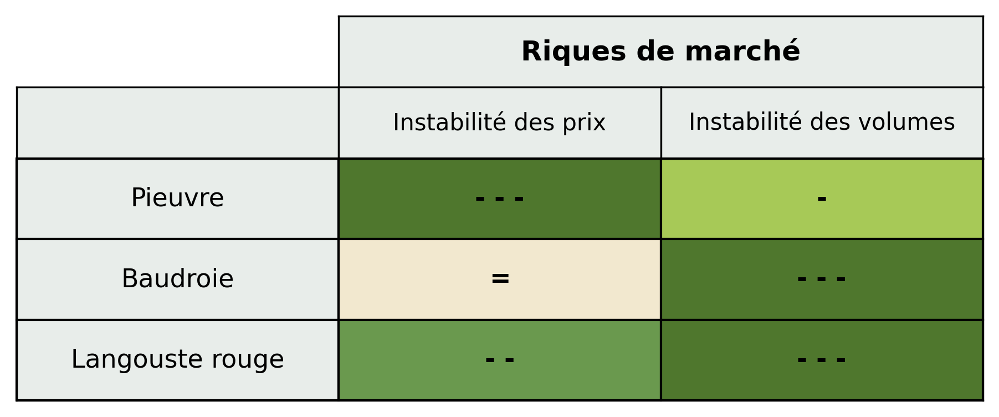 Riques de marché
Instabilité des prix Instabilité des volumes
Pieuvre - - - -
Baudroie = - - -
Langouste rouge - - - - -